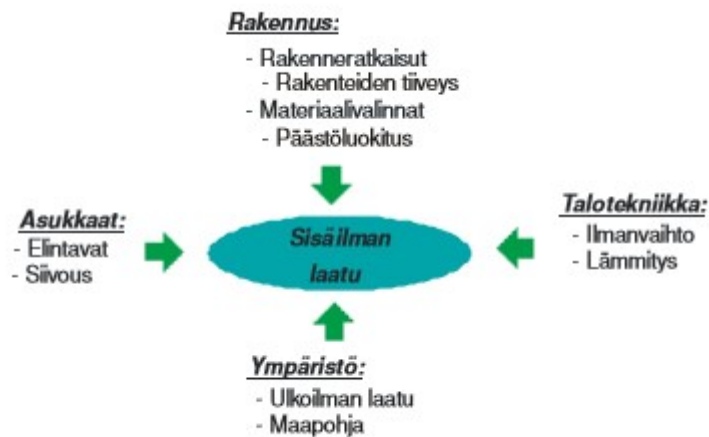 Rakennus:
- Rakenneratkaisut
- Rakenteiden tiiveys
- Materiaalivalinnat
- Päästöluokitus
Asukkaat:
- Elintavat
- Siivous
Sisäilman
laatu
Talotekniikka:
- Ilmanvaihto
- Lämmitys
Ympäristö:
- Ulkoilman laatu
- Maapohja